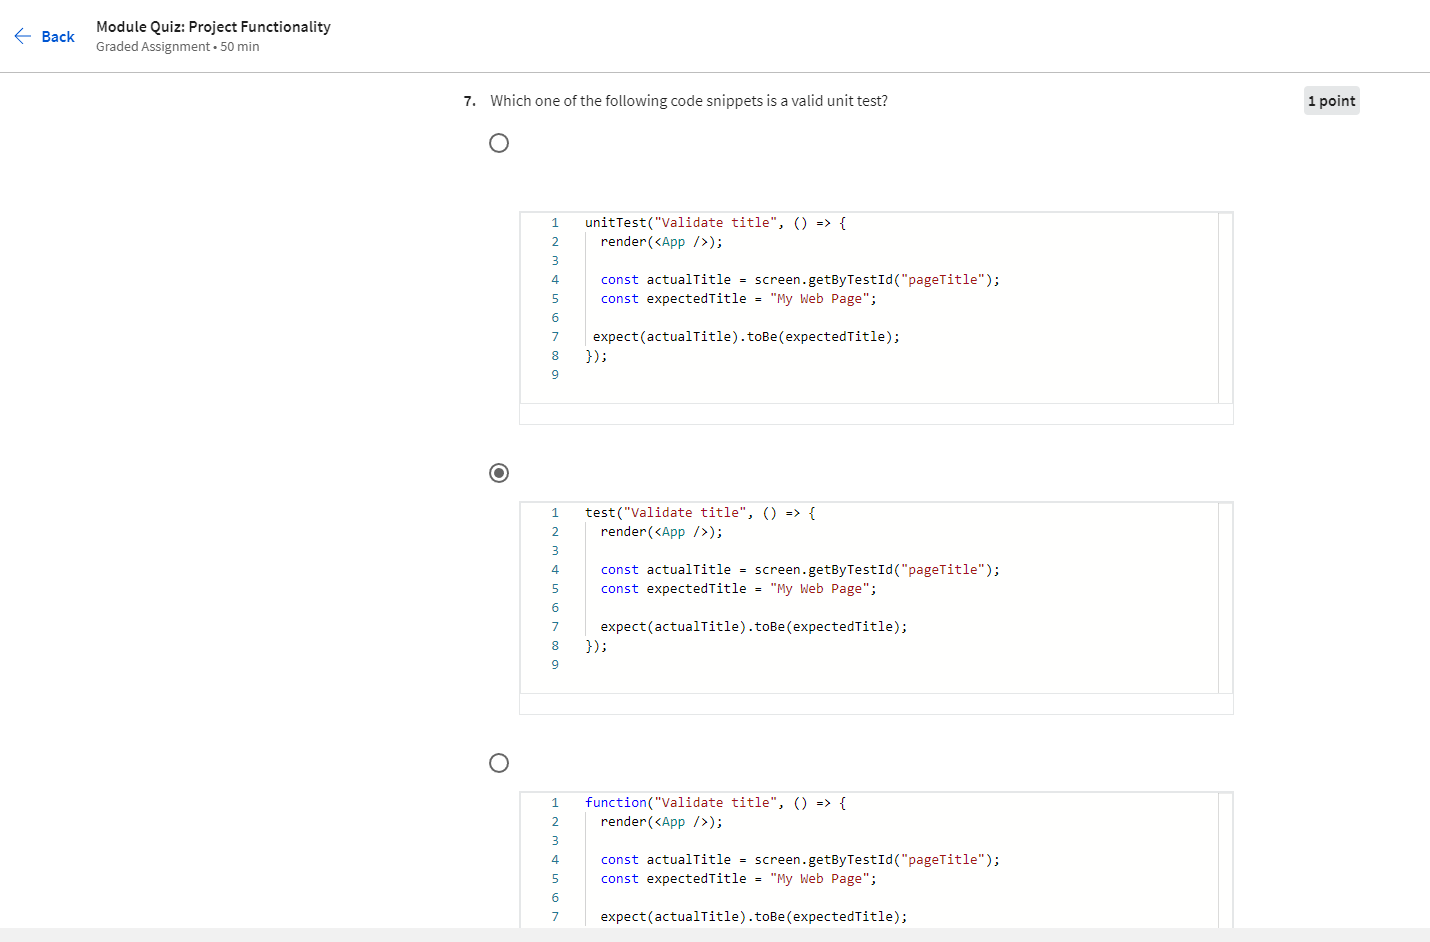 Back
Module Quiz: Project Functionality
Graded Assignment • 50 min
7. Which one of the following code snippets is a valid unit test?
1 point
1 unitTest("Validate title", () => {
2   render(<App />);
3
4   const actualTitle = screen.getByTestId("pageTitle");
5   const expectedTitle = "My Web Page";
6
7  expect(actualTitle).toBe(expectedTitle);
8 });
9
1 test("Validate title", () => {
2   render(<App />);
3
4   const actualTitle = screen.getByTestId("pageTitle");
5   const expectedTitle = "My Web Page";
6
7   expect(actualTitle).toBe(expectedTitle);
8 });
9
1 function("Validate title", () => {
2   render(<App />);
3
4   const actualTitle = screen.getByTestId("pageTitle");
5   const expectedTitle = "My Web Page";
6
7   expect(actualTitle).toBe(expectedTitle);